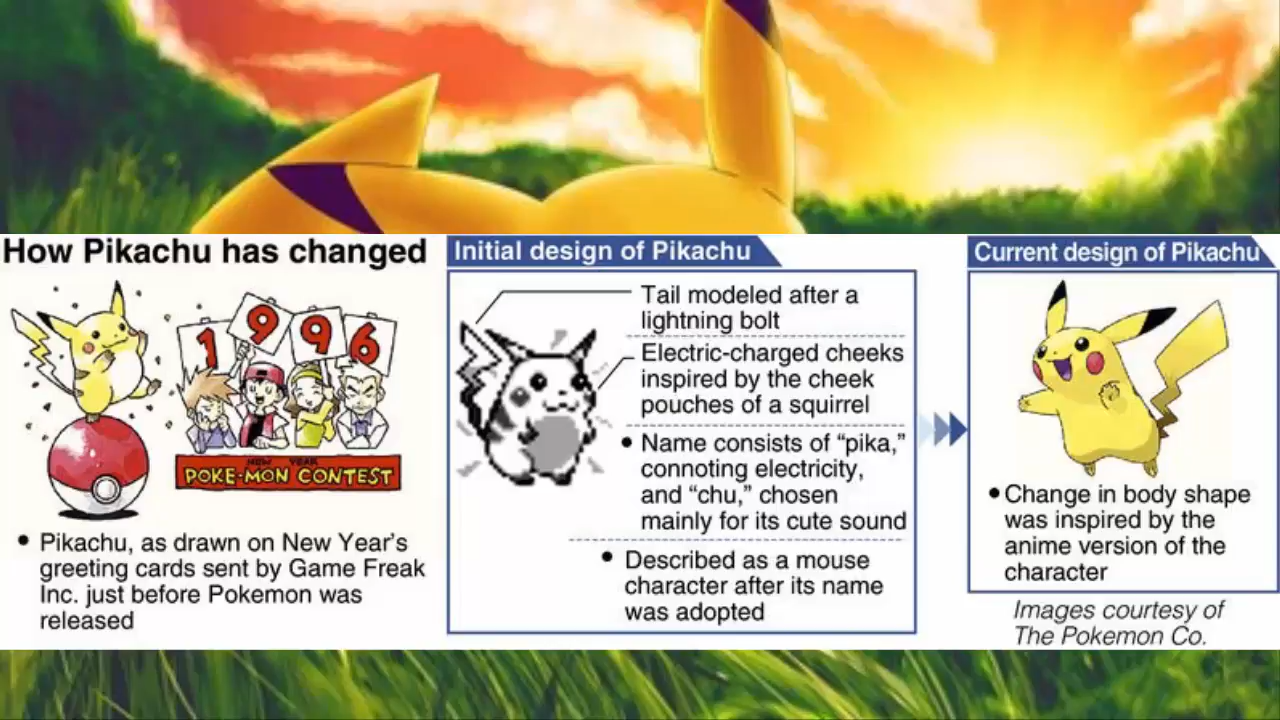 How Pikachu has changed
1996
NEW YEAR
POKE-MON CONTEST
• Pikachu, as drawn on New Year's
greeting cards sent by Game Freak
Inc. just before Pokemon was
released
Initial design of Pikachu
Tail modeled after a
lightning bolt
Electric-charged cheeks
inspired by the cheek
pouches of a squirrel
• Name consists of “pika,”
connoting electricity,
and “chu,” chosen
mainly for its cute sound
• Described as a mouse
character after its name
was adopted
Current design of Pikachu
• Change in body shape
was inspired by the
anime version of the
character
Images courtesy of
The Pokemon Co.